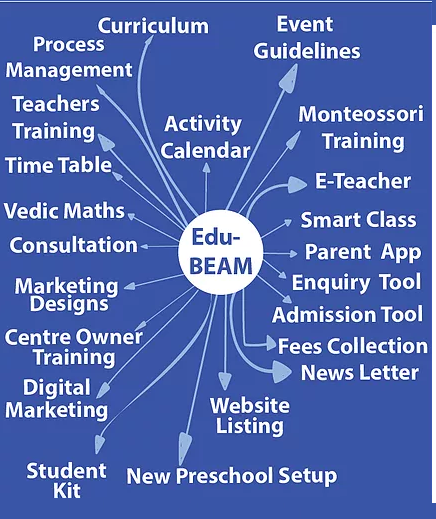 Curriculum
Event
Guidelines
Process
Management
Teachers
Training
Activity
Calendar
Monteossori
Training
Time Table
E-Teacher
Vedic Maths
Smart Class
Consultation
Edu-
BEAM
Parent App
Enquiry Tool
Marketing
Designs
Admission Tool
Centre Owner
Training
Fees Collection
News Letter
Digital
Marketing
Website
Listing
Student
Kit
New Preschool Setup